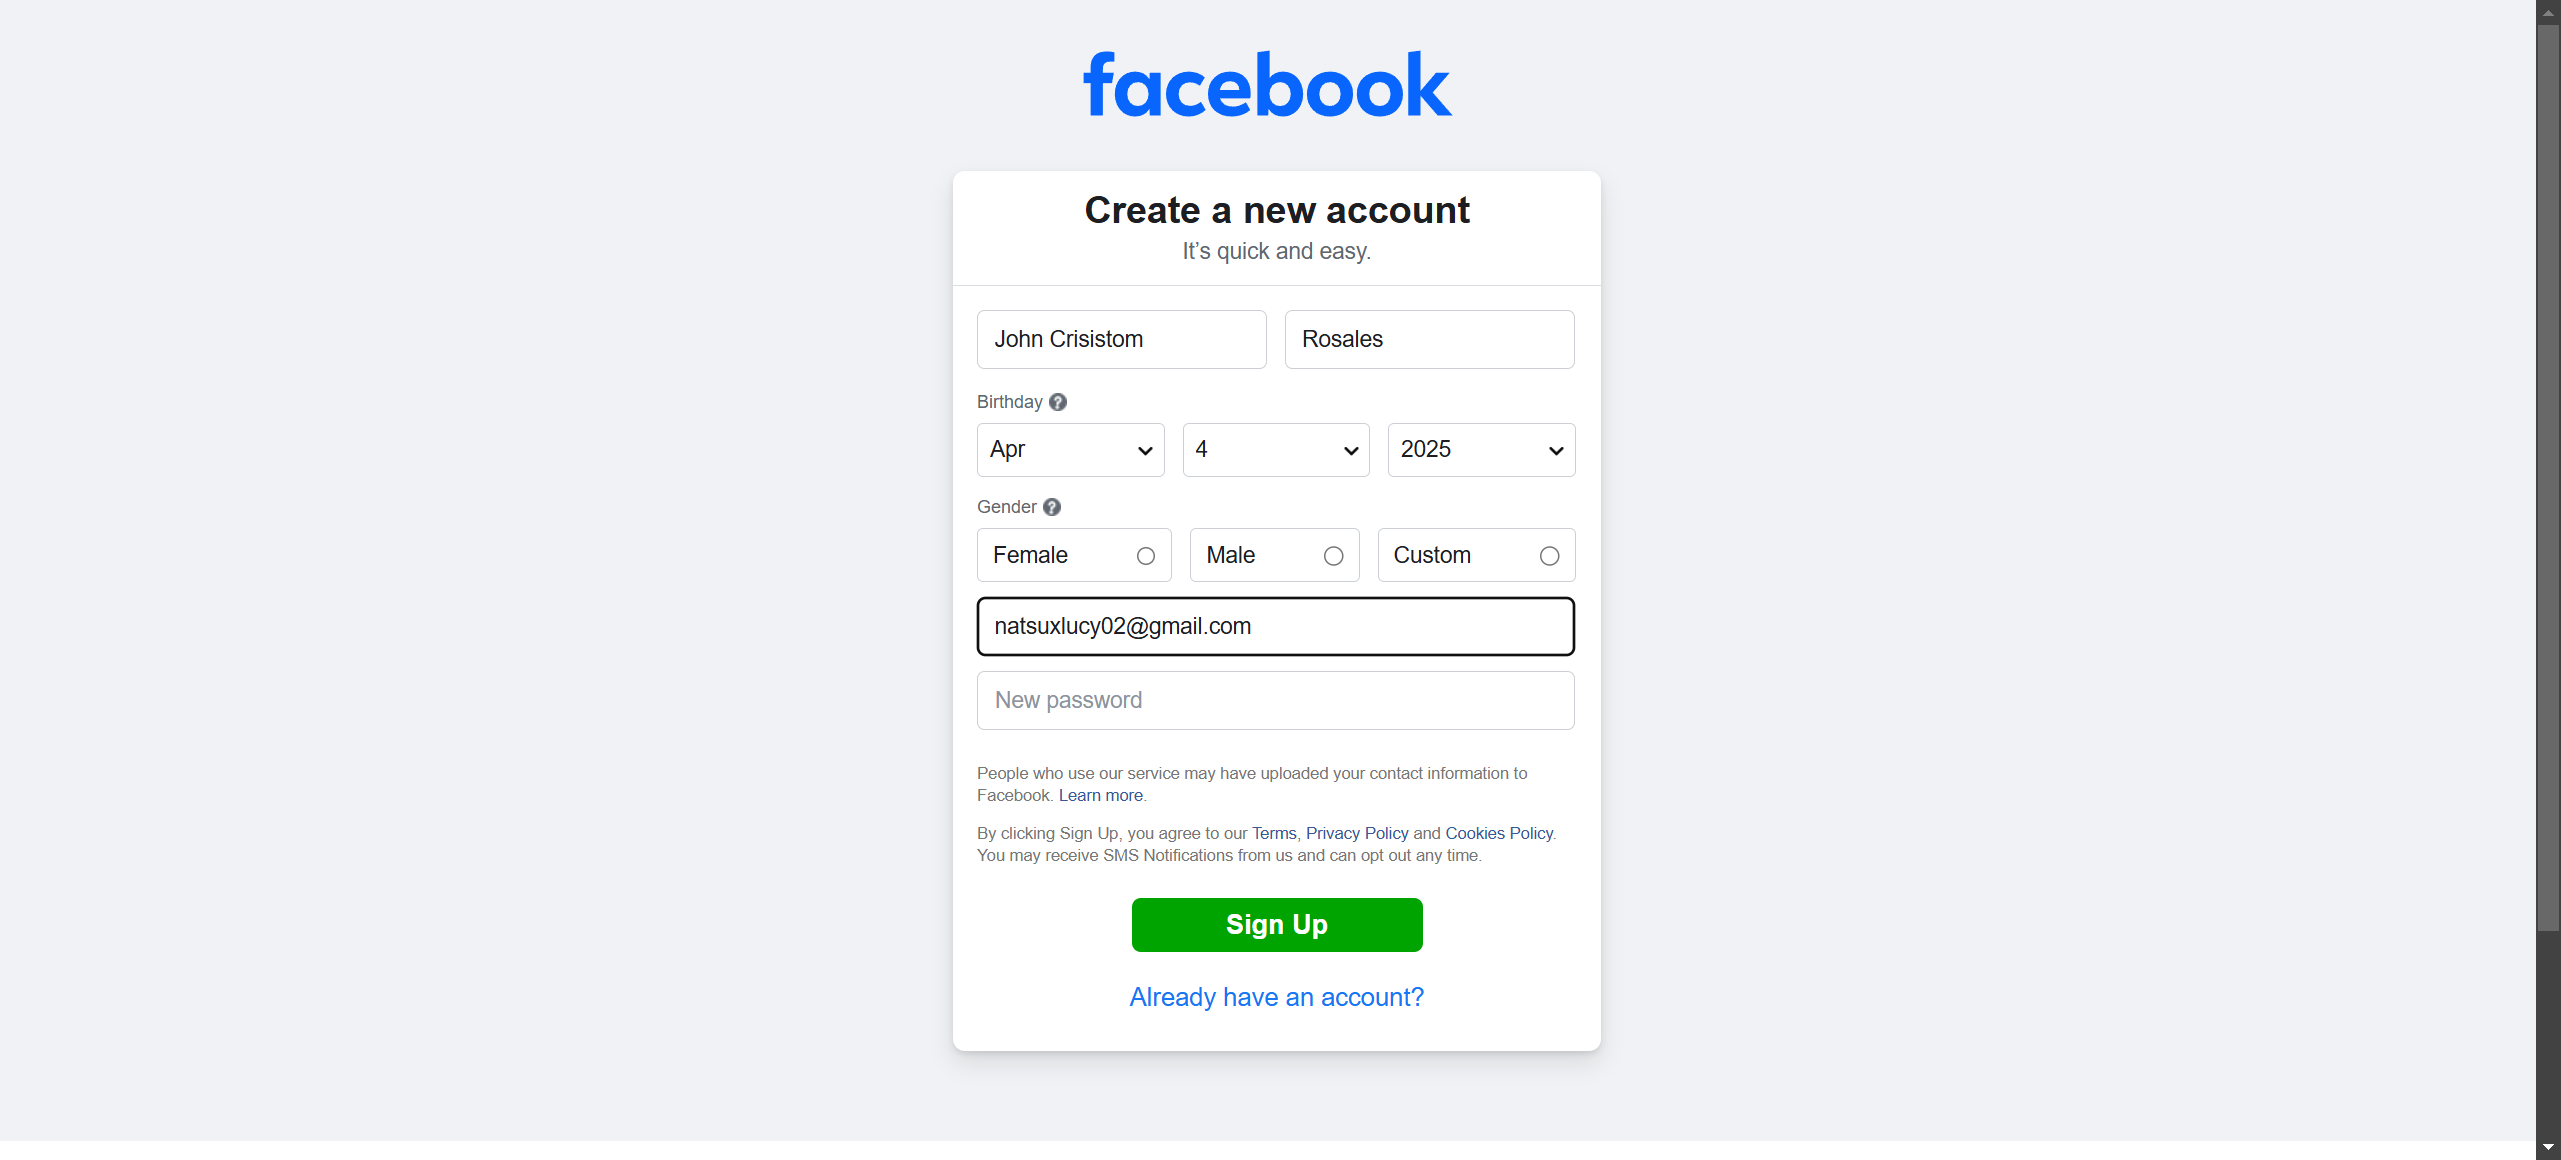 facebook
Create a new account
It’s quick and easy.
John Crisistom Rosales
Birthday ?
Apr 4 2025
Gender ?
Female Male Custom
natsuxlucy02@gmail.com
New password
People who use our service may have uploaded your contact information to
Facebook. Learn more.
By clicking Sign Up, you agree to our Terms, Privacy Policy and Cookies Policy.
You may receive SMS Notifications from us and can opt out any time.
Sign Up
Already have an account?